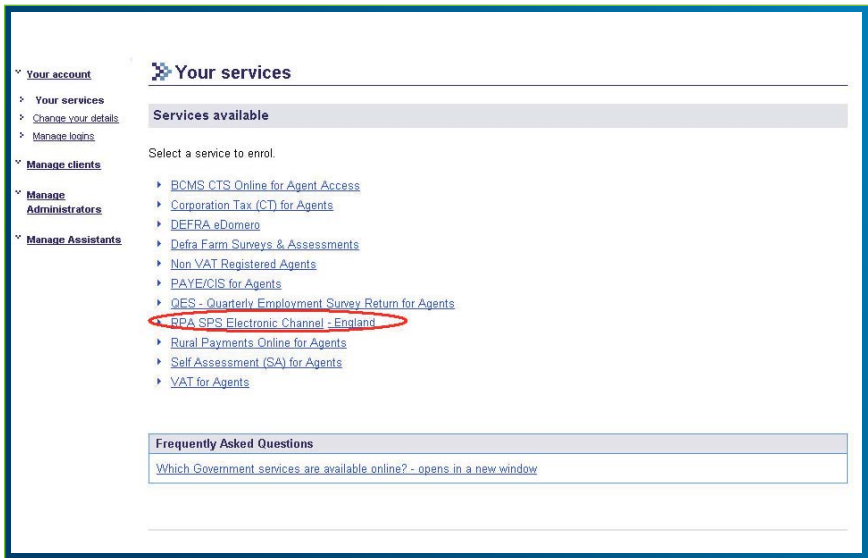 Your account
Your services
Change your details
Manage logins
Manage clients
Manage
Administrators
Manage Assistants
Your services
Services available
Select a service to enrol.
BCMS CTS Online for Agent Access
Corporation Tax (CT) for Agents
DEFRA eDomero
Defra Farm Surveys & Assessments
Non VAT Registered Agents
PAYE/CIS for Agents
QES - Quarterly Employment Survey Return for Agents
RPA SPS Electronic Channel - England
Rural Payments Online for Agents
Self Assessment (SA) for Agents
VAT for Agents
Frequently Asked Questions
Which Government services are available online? - opens in a new window